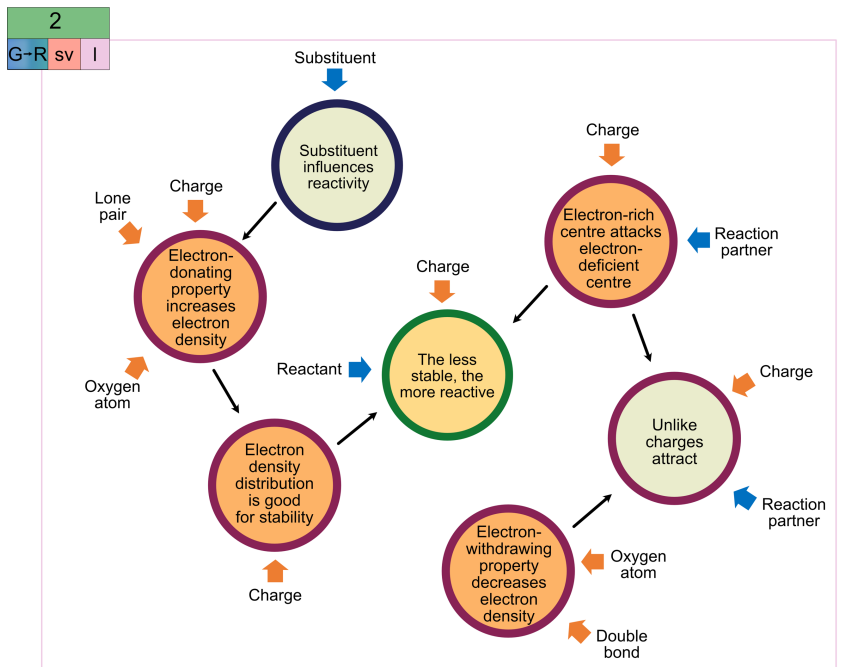 2
G→R sv I
Substituent
Substituent
influences
reactivity
Charge
Lone
pair
Charge
Electron-
donating
property
increases
electron
density
Oxygen
atom
Electron-rich
centre attacks
electron-
deficient
centre
Reaction
partner
Charge
Reactant
The less
stable, the
more reactive
Charge
Unlike
charges
attract
Reaction
partner
Electron
density
distribution
is good
for stability
Charge
Electron-
withdrawing
property
decreases
electron
density
Oxygen
atom
Double
bond